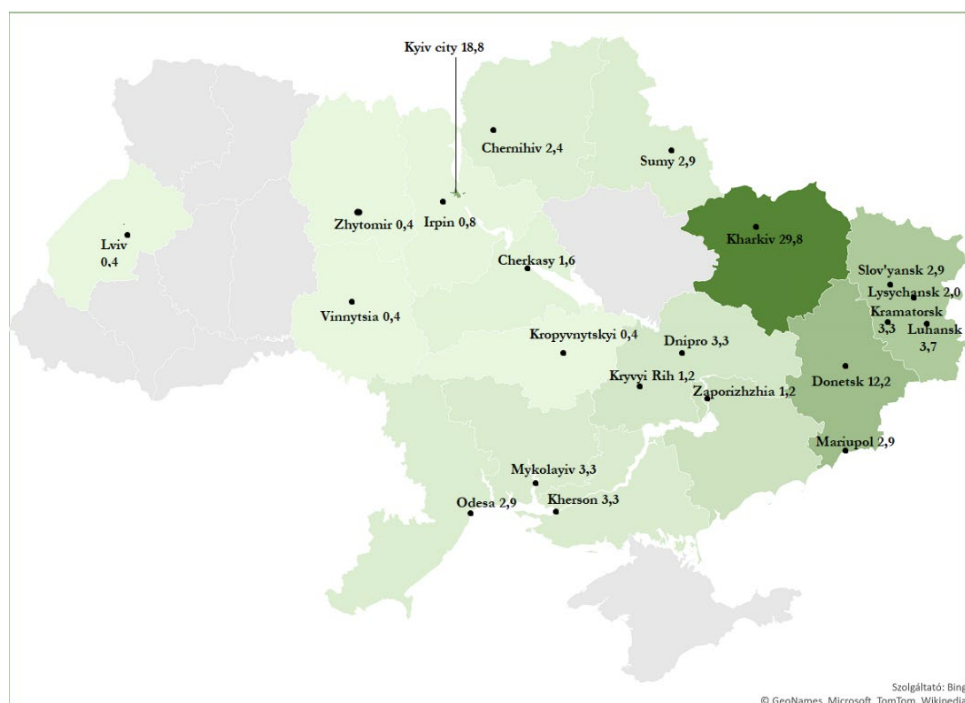 Kyiv city 18,8
Chernihiv 2,4
Sumy 2,9
Zhytomir 0,4
Irpin 0,8
Kharkiv 29,8
Lviv
0,4
Cherkasy 1,6
Slov'yansk 2,9
Lysychansk 2,0
Kramatorsk
3,3
Luhansk
3,7
Vinnytsia 0,4
Kropyvnytskyi 0,4
Dnipro 3,3
Kryvyi Rih 1,2
Donetsk 12,2
Zaporizhzhia 1,2
Mariupol 2,9
Mykolayiv 3,3
Odesa 2,9
Kherson 3,3
Szolgáltató: Bing
© GeoNames, Microsoft, TomTom, Wikipedia